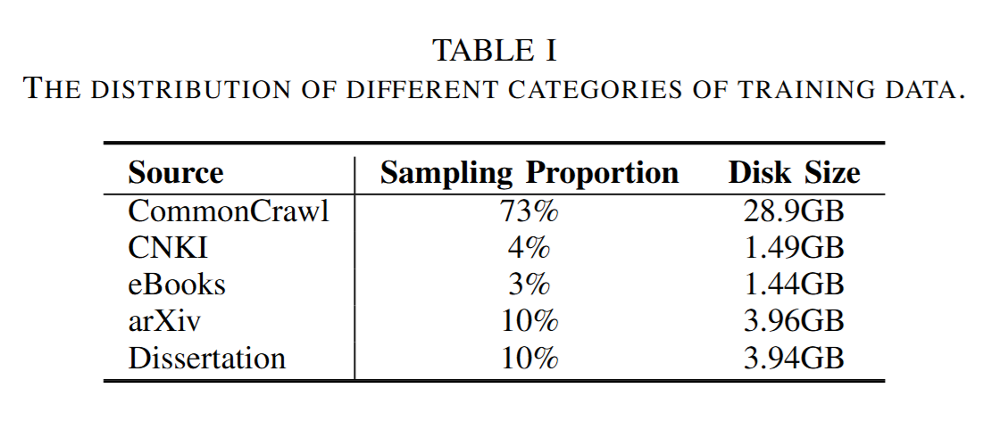 TABLE I
THE DISTRIBUTION OF DIFFERENT CATEGORIES OF TRAINING DATA.
Source Sampling Proportion Disk Size
CommonCrawl 73% 28.9GB
CNKI 4% 1.49GB
eBooks 3% 1.44GB
arXiv 10% 3.96GB
Dissertation 10% 3.94GB